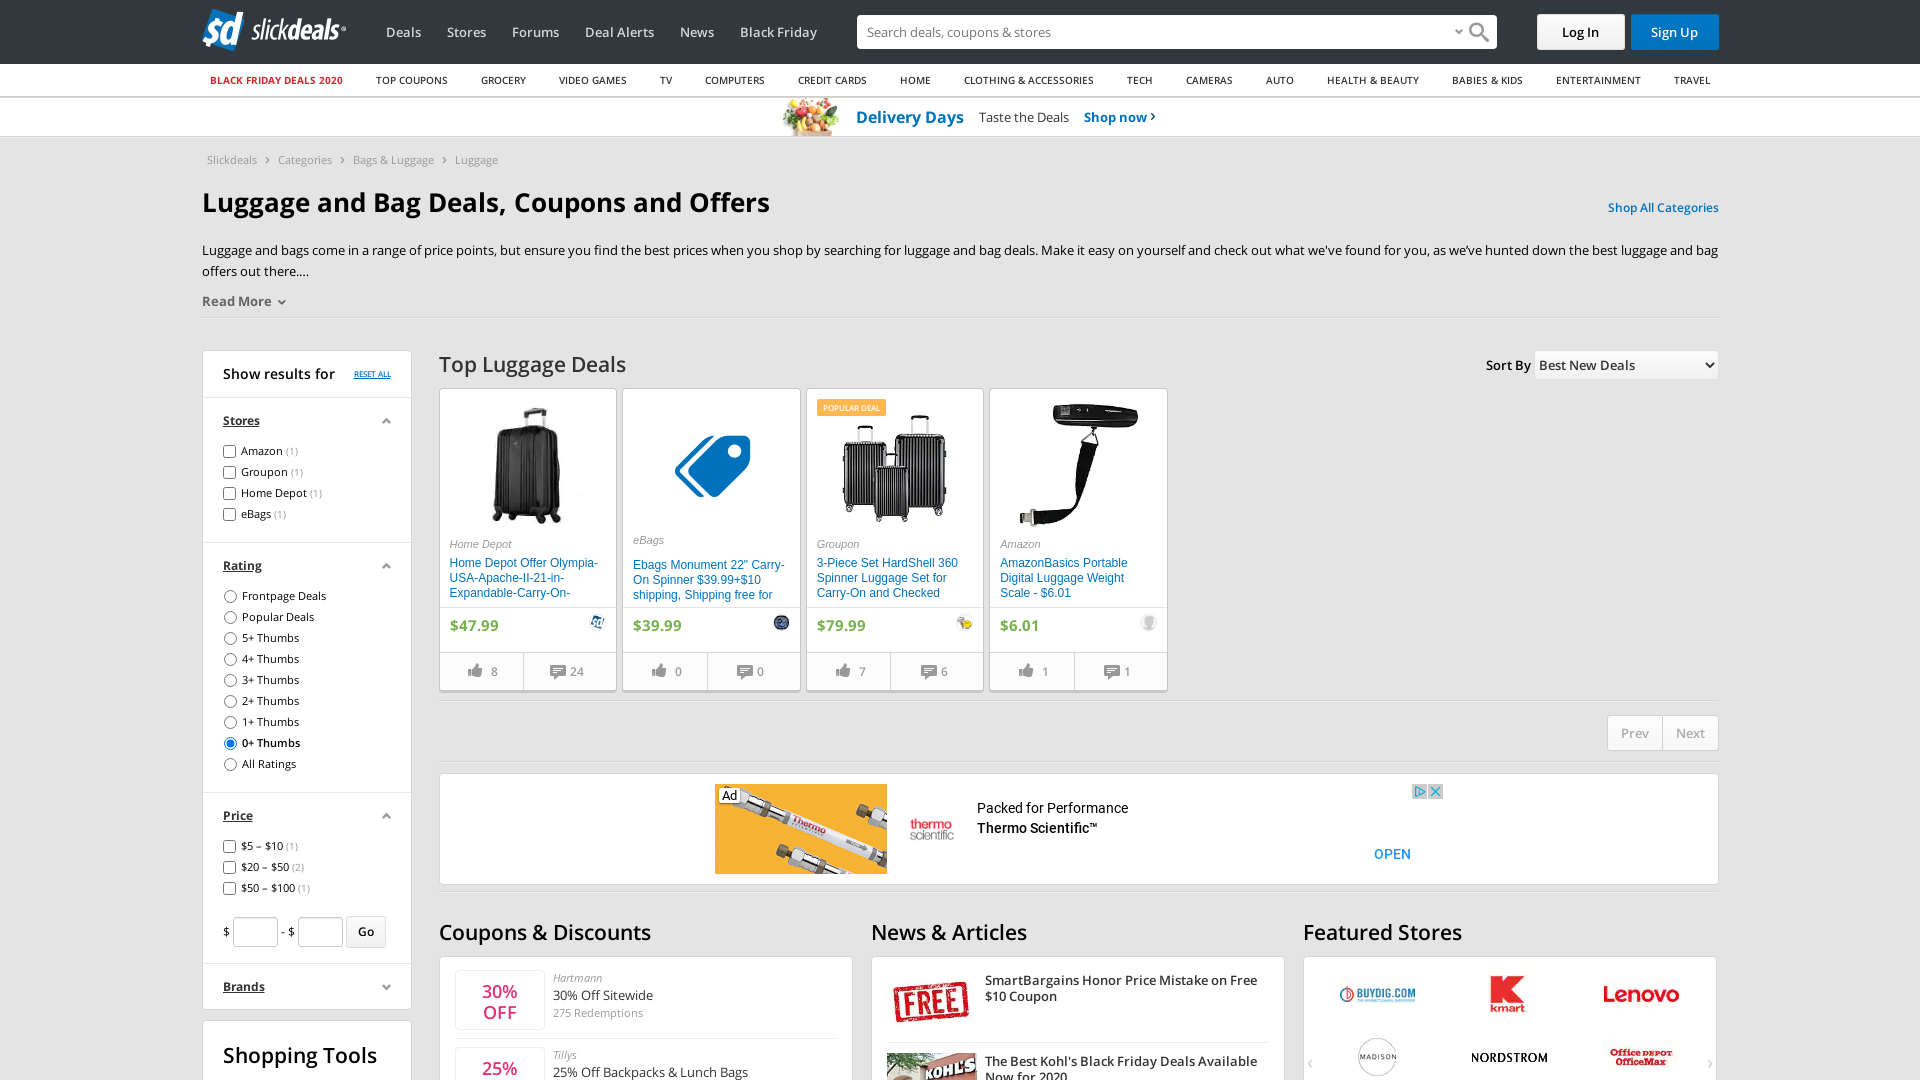 sd slickdeals
Deals
Stores
Forums
Deal Alerts
News
Black Friday
Search deals, coupons & stores
Log In
Sign Up
BLACK FRIDAY DEALS 2020
TOP COUPONS
GROCERY
VIDEO GAMES
TV
COMPUTERS
CREDIT CARDS
HOME
CLOTHING & ACCESSORIES
TECH
CAMERAS
AUTO
HEALTH & BEAUTY
BABIES & KIDS
ENTERTAINMENT
TRAVEL
Delivery Days Taste the Deals Shop now
Slickdeals > Categories > Bags & Luggage > Luggage
Luggage and Bag Deals, Coupons and Offers
Shop All Categories
Luggage and bags come in a range of price points, but ensure you find the best prices when you shop by searching for luggage and bag deals. Make it easy on yourself and check out what we've found for you, as we’ve hunted down the best luggage and bag
offers out there....
Read More
Show results for
RESET ALL
Stores
Amazon (1)
Groupon (1)
Home Depot (1)
eBags (1)
Rating
Frontpage Deals
Popular Deals
5+ Thumbs
4+ Thumbs
3+ Thumbs
2+ Thumbs
1+ Thumbs
0+ Thumbs
All Ratings
Price
$5 – $10 (1)
$20 – $50 (2)
$50 – $100 (1)
$ - $ Go
Brands
Shopping Tools
Top Luggage Deals
Sort By Best New Deals
Home Depot
Home Depot Offer Olympia-
USA-Apache-II-21-in-
Expandable-Carry-On-
$47.99
8
24
eBags
Ebags Monument 22" Carry-
On Spinner $39.99+$10
shipping, Shipping free for
$39.99
0
0
POPULAR DEAL
Groupon
3-Piece Set HardShell 360
Spinner Luggage Set for
Carry-On and Checked
$79.99
7
6
Amazon
AmazonBasics Portable
Digital Luggage Weight
Scale - $6.01
$6.01
1
1
Prev
Next
Ad
Thermo
thermo
scientific
Packed for Performance
Thermo Scientific™
OPEN
Coupons & Discounts
30%
OFF
Hartmann
30% Off Sitewide
275 Redemptions
25%
Tillys
25% Off Backpacks & Lunch Bags
News & Articles
FREE
SmartBargains Honor Price Mistake on Free
$10 Coupon
KOHL'S
The Best Kohl's Black Friday Deals Available
Now for 2020
Featured Stores
BUYDIG.COM
K
kmart
Lenovo
MADISON
NORDSTROM
Office DEPOT
OfficeMax